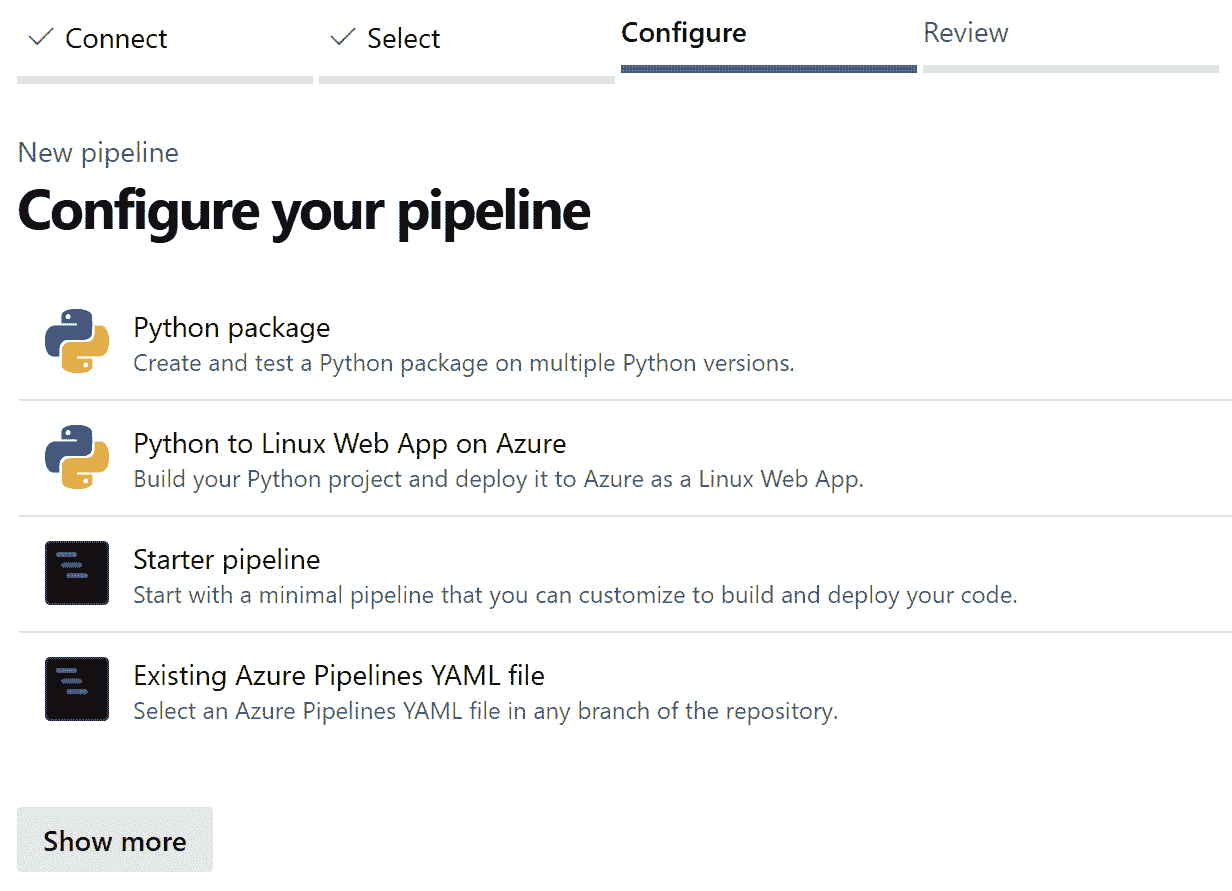 Connect
Select
Configure
Review
New pipeline
Configure your pipeline
Python package
Create and test a Python package on multiple Python versions.
Python to Linux Web App on Azure
Build your Python project and deploy it to Azure as a Linux Web App.
Starter pipeline
Start with a minimal pipeline that you can customize to build and deploy your code.
Existing Azure Pipelines YAML file
Select an Azure Pipelines YAML file in any branch of the repository.
Show more